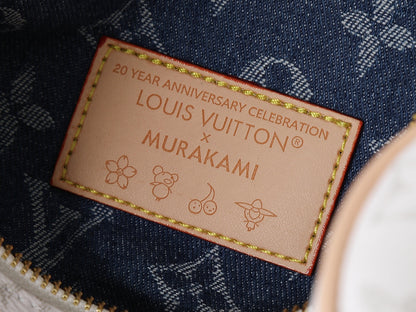 20 YEAR ANNIVERSARY CELEBRATION
LOUIS VUITTON®
×
MURAKAMI